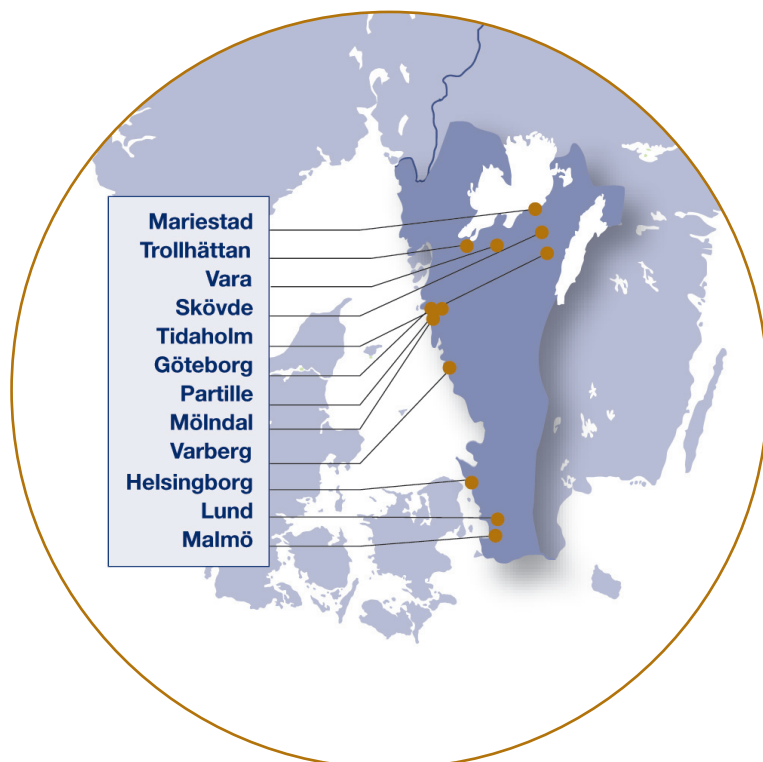 Mariestad
Trollhättan
Vara
Skövde
Tidaholm
Göteborg
Partille
Mölndal
Varberg
Helsingborg
Lund
Malmö